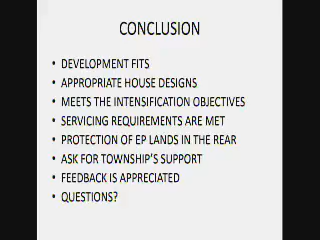 CONCLUSION
• DEVELOPMENT FITS
• APPROPRIATE HOUSE DESIGNS
• MEETS THE INTENSIFICATION OBJECTIVES
• SERVICING REQUIREMENTS ARE MET
• PROTECTION OF EP LANDS IN THE REAR
• ASK FOR TOWNSHIP'S SUPPORT
• FEEDBACK IS APPRECIATED
• QUESTIONS?